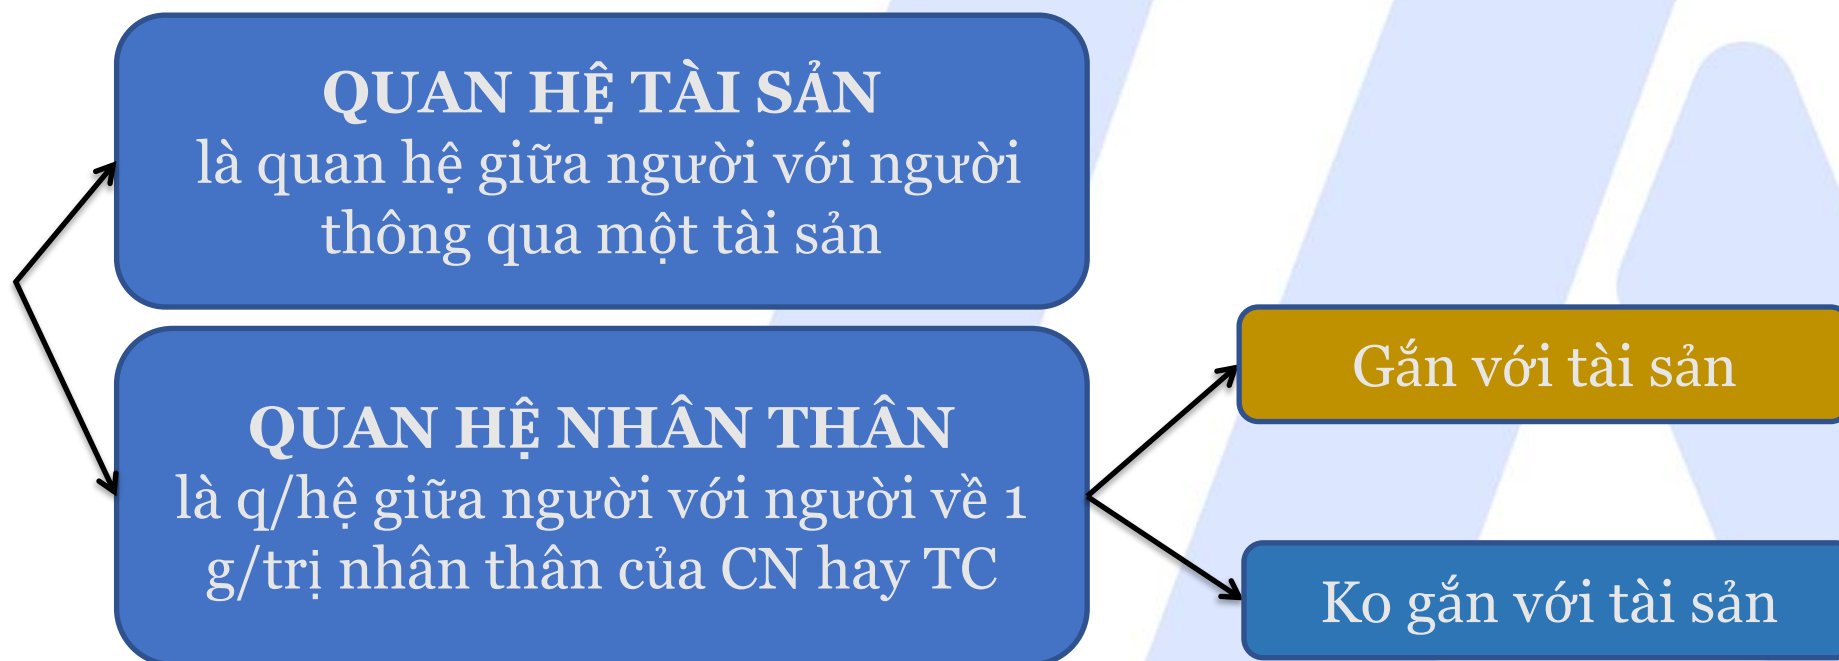 QUAN HỆ TÀI SẢN
là quan hệ giữa người với người
thông qua một tài sản
QUAN HỆ NHÂN THÂN
là q/hệ giữa người với người về 1
g/trị nhân thân của CN hay TC
Gắn với tài sản
Ko gắn với tài sản